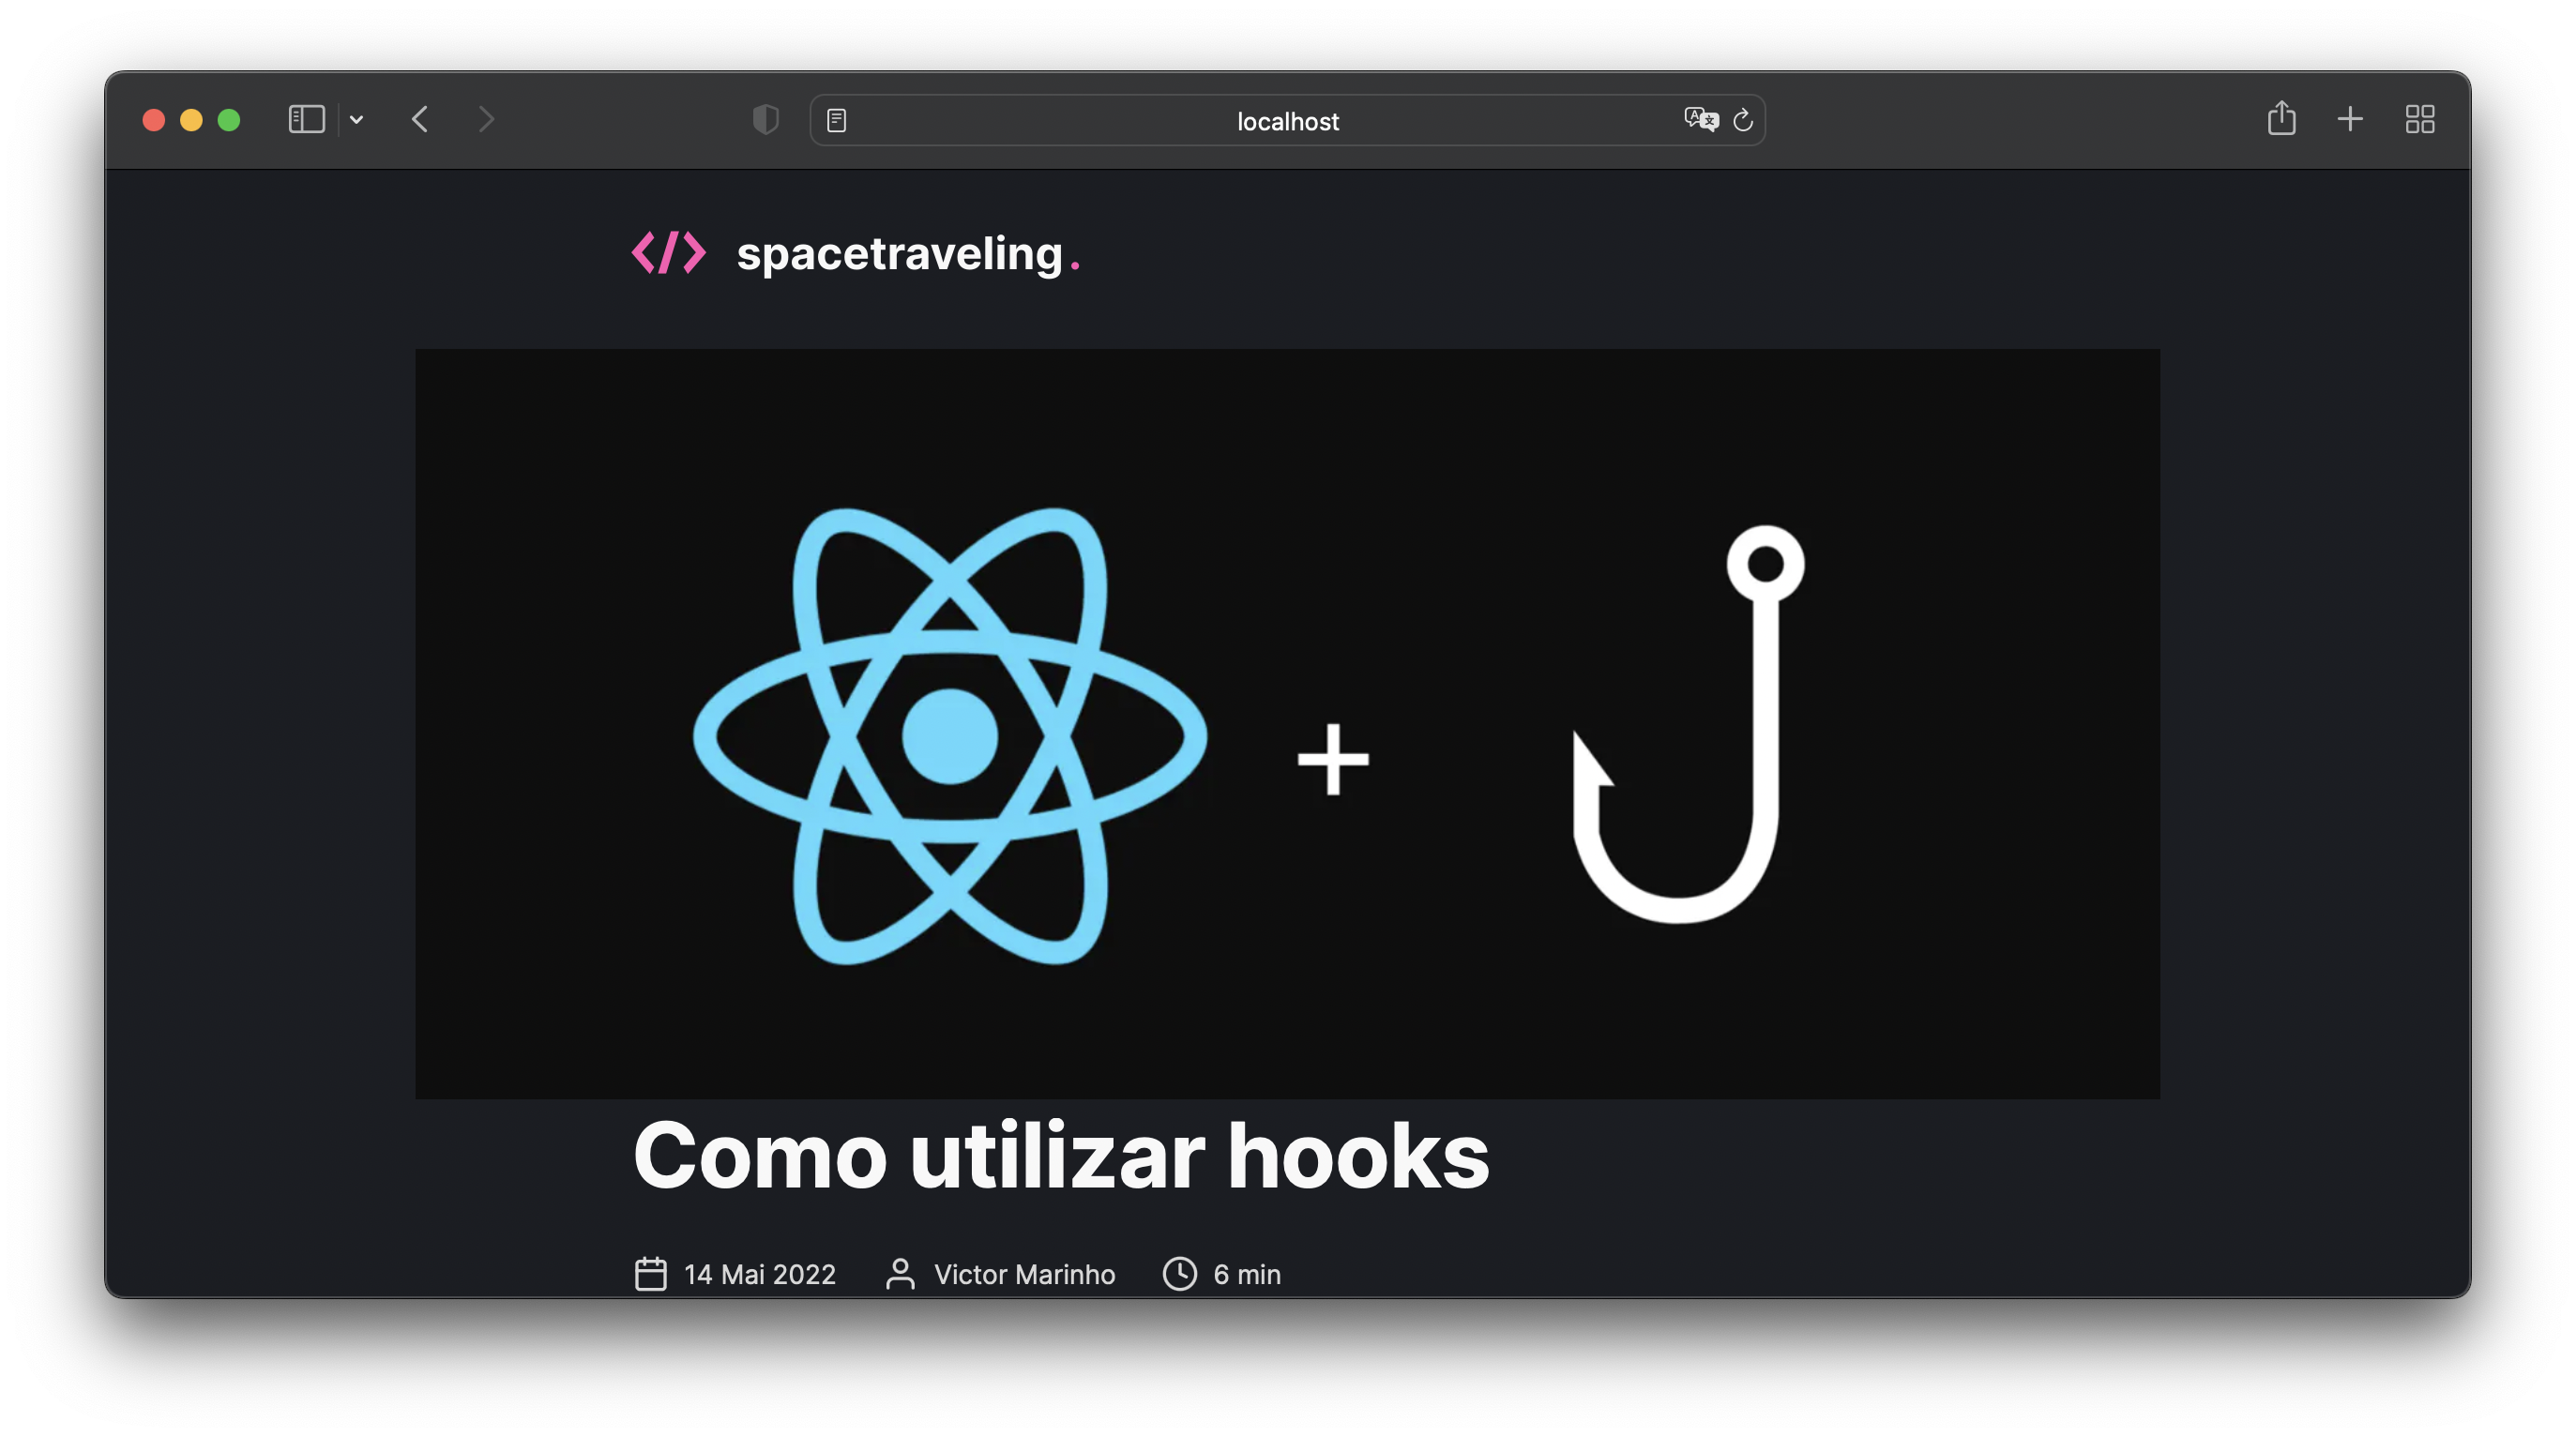 localhost
</> spacetraveling.
+
Como utilizar hooks
14 Mai 2022 Victor Marinho 6 min